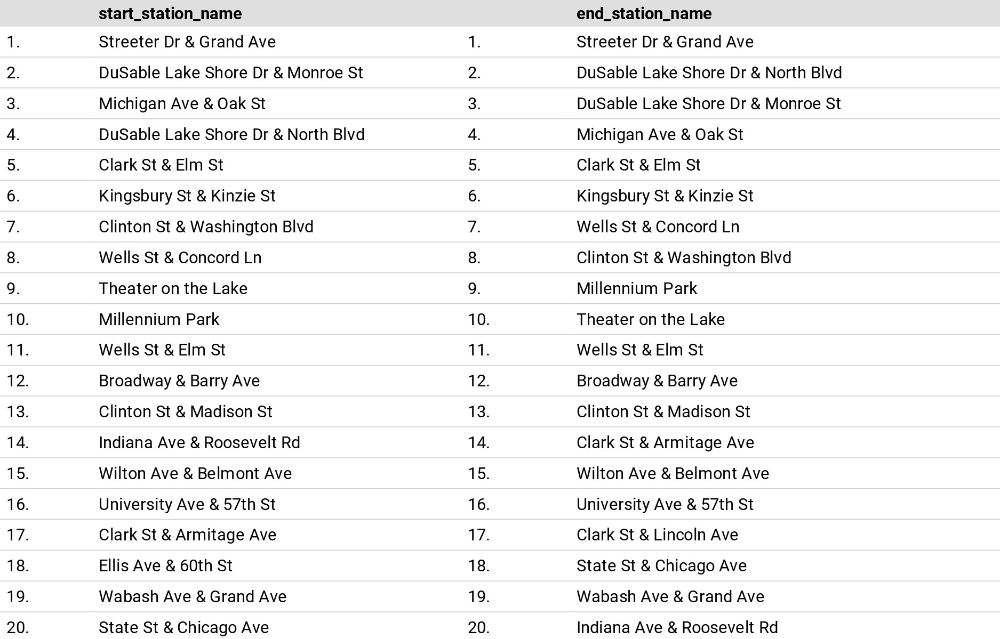 start_station_name end_station_name
1. Streeter Dr & Grand Ave 1. Streeter Dr & Grand Ave
2. DuSable Lake Shore Dr & Monroe St 2. DuSable Lake Shore Dr & North Blvd
3. Michigan Ave & Oak St 3. DuSable Lake Shore Dr & Monroe St
4. DuSable Lake Shore Dr & North Blvd 4. Michigan Ave & Oak St
5. Clark St & Elm St 5. Clark St & Elm St
6. Kingsbury St & Kinzie St 6. Kingsbury St & Kinzie St
7. Clinton St & Washington Blvd 7. Wells St & Concord Ln
8. Wells St & Concord Ln 8. Clinton St & Washington Blvd
9. Theater on the Lake 9. Millennium Park
10. Millennium Park 10. Theater on the Lake
11. Wells St & Elm St 11. Wells St & Elm St
12. Broadway & Barry Ave 12. Broadway & Barry Ave
13. Clinton St & Madison St 13. Clinton St & Madison St
14. Indiana Ave & Roosevelt Rd 14. Clark St & Armitage Ave
15. Wilton Ave & Belmont Ave 15. Wilton Ave & Belmont Ave
16. University Ave & 57th St 16. University Ave & 57th St
17. Clark St & Armitage Ave 17. Clark St & Lincoln Ave
18. Ellis Ave & 60th St 18. State St & Chicago Ave
19. Wabash Ave & Grand Ave 19. Wabash Ave & Grand Ave
20. State St & Chicago Ave 20. Indiana Ave & Roosevelt Rd